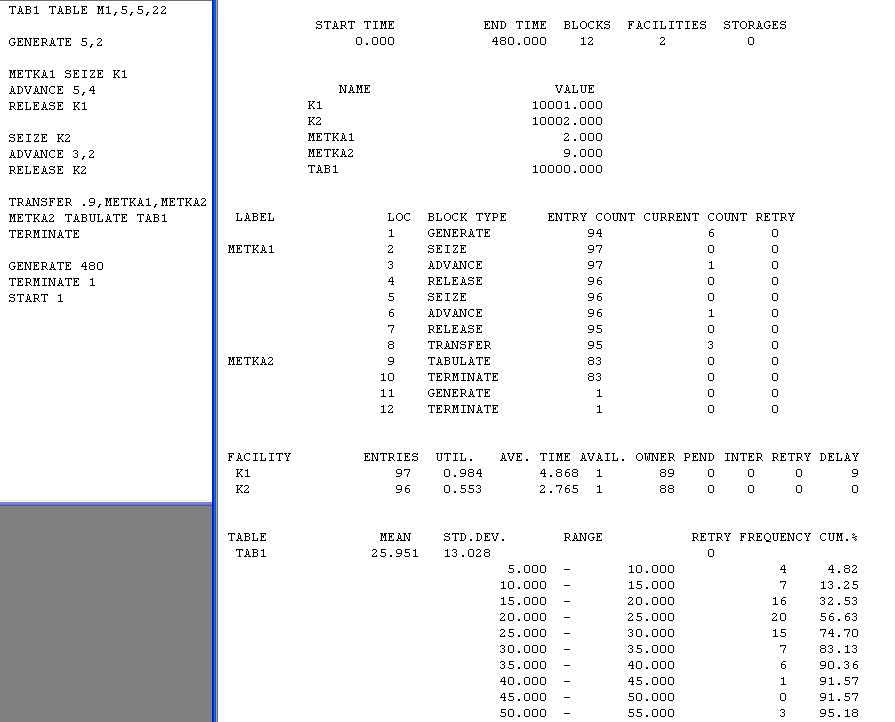 TAB1 TABLE M1,5,5,22
GENERATE 5,2
METKA1 SEIZE K1
ADVANCE 5,4
RELEASE K1
SEIZE K2
ADVANCE 3,2
RELEASE K2
TRANSFER .9,METKA1,METKA2
METKA2 TABULATE TAB1
TERMINATE
GENERATE 480
TERMINATE 1
START 1
START TIME END TIME BLOCKS FACILITIES STORAGES
0.000 480.000 12 2 0
NAME VALUE
K1 10001.000
K2 10002.000
METKA1 2.000
METKA2 9.000
TAB1 10000.000
LABEL LOC BLOCK TYPE ENTRY COUNT CURRENT COUNT RETRY
1 GENERATE 94 6 0
METKA1 2 SEIZE 97 0 0
3 ADVANCE 97 1 0
4 RELEASE 96 0 0
5 SEIZE 96 0 0
6 ADVANCE 96 1 0
7 RELEASE 95 0 0
8 TRANSFER 95 3 0
METKA2 9 TABULATE 83 0 0
10 TERMINATE 83 0 0
11 GENERATE 1 0 0
12 TERMINATE 1 0 0
FACILITY ENTRIES UTIL. AVE. TIME AVAIL. OWNER PEND INTER RETRY DELAY
K1 97 0.984 4.868 1 89 0 0 0 9
K2 96 0.553 2.765 1 88 0 0 0 0
TABLE MEAN STD.DEV. RANGE RETRY FREQUENCY CUM.%
TAB1 25.951 13.028 0
5.000 - 10.000 4 4.82
10.000 - 15.000 7 13.25
15.000 - 20.000 16 32.53
20.000 - 25.000 20 56.63
25.000 - 30.000 15 74.70
30.000 - 35.000 7 83.13
35.000 - 40.000 6 90.36
40.000 - 45.000 1 91.57
45.000 - 50.000 0 91.57
50.000 - 55.000 3 95.18